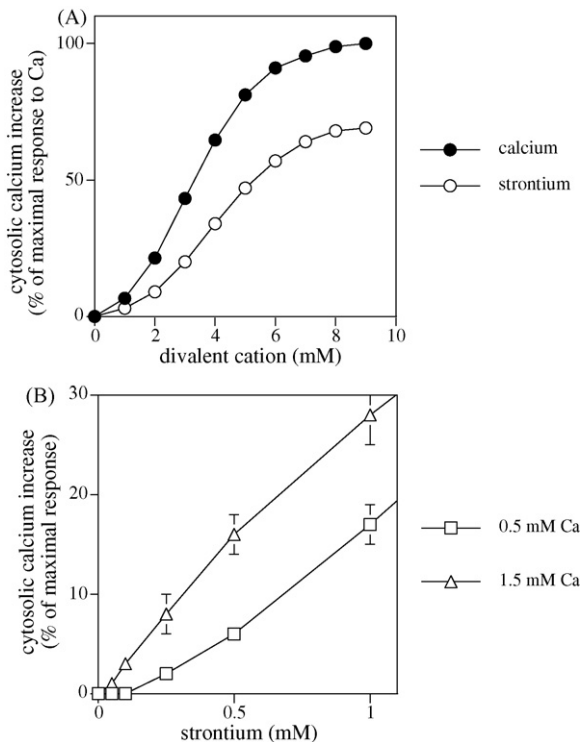 (A)
100
50
0
cytosolic calcium increase
(% of maximal response to Ca)
0 2 4 6 8 10
divalent cation (mM)
calcium
strontium
(B)
30
20
10
0
cytosolic calcium increase
(% of maximal response)
0 0.5 1
strontium (mM)
0.5 mM Ca
1.5 mM Ca